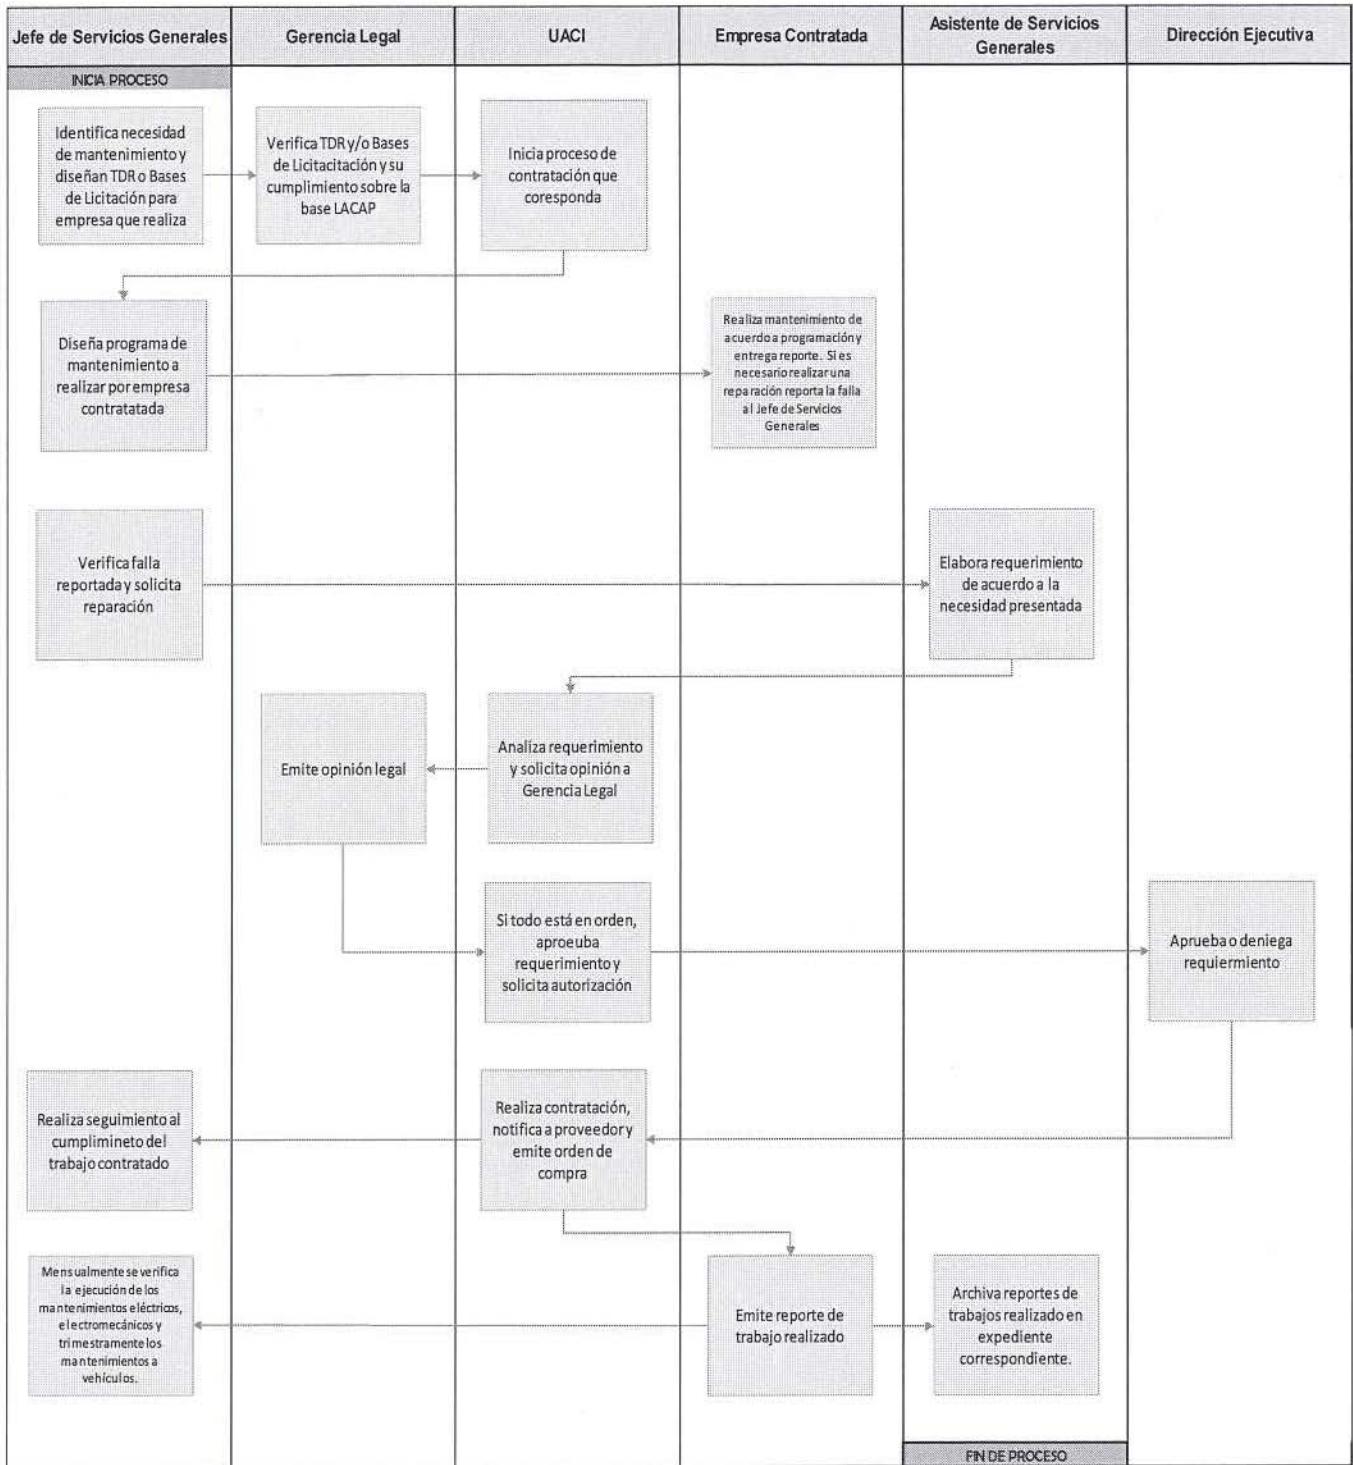 Jefe de Servicios Generales
Gerencia Legal
UACI
Empresa Contratada
Asistente de Servicios
Generales
Dirección Ejecutiva
INICIA PROCESO
Identifica necesidad
de mantenimiento y
diseñan TDR o Bases
de Licitación para
empresa que realiza
Verifica TDR y/o Bases
de Licitacitación y su
cumplimiento sobre la
base LACAP
Inicia proceso de
contratación que
coresponda
Diseña programa de
mantenimiento a
realizar por empresa
contratatada
Realiza mantenimiento de
acuerdo a programación y
entrega reporte. Si es
necesario realizar una
reparación reporta la falla
al Jefe de Servicios
Generales
Verifica falla
reportada y solicita
reparación
Elabora requerimiento
de acuerdo a la
necesidad presentada
Emite opinión legal
Analiza requerimiento
y solicita opinión a
Gerencia Legal
Si todo está en orden,
aproeuba
requerimiento y
solicita autorización
Aprueba o deniega
requiermiento
Realiza seguimiento al
cumplimineto del
trabajo contratado
Realiza contratación,
notifica a proveedor y
emite orden de
compra
Mensualmente se verifica
la ejecución de los
mantenimientos eléctricos,
electromecánicos y
trimestramente los
mantenimientos a
vehículos.
Emite reporte de
trabajo realizado
Archiva reportes de
trabajos realizado en
expediente
correspondiente.
FIN DE PROCESO